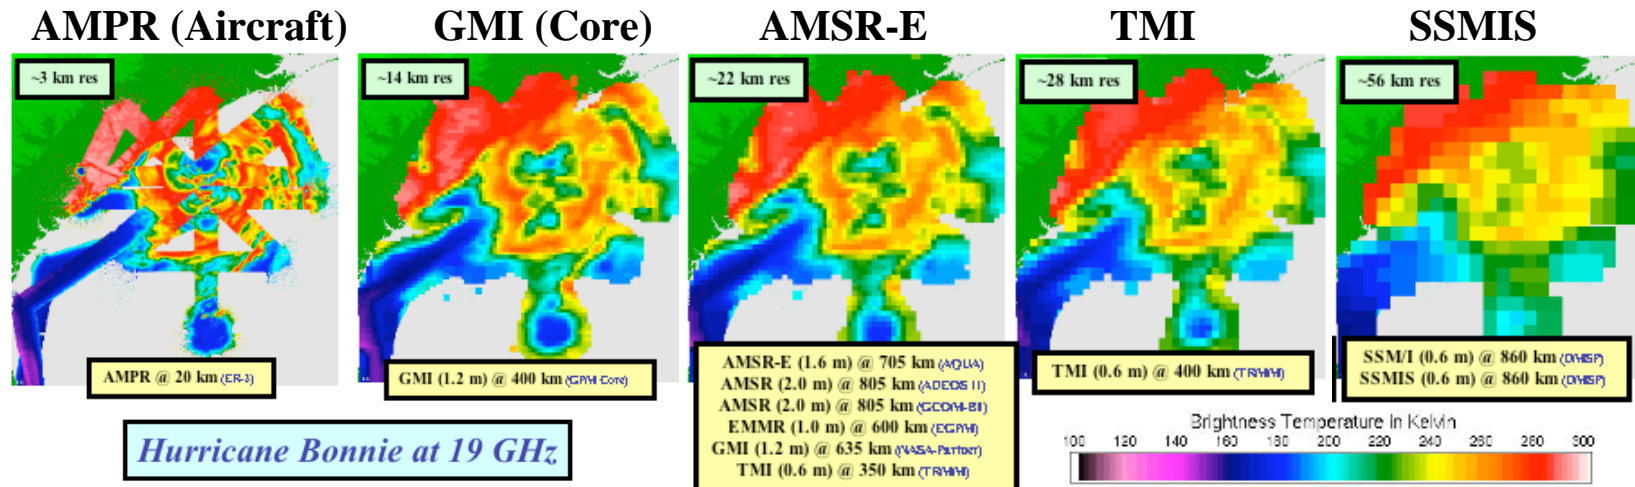 AMPR (Aircraft)
GMI (Core)
AMSR-E
TMI
SSMIS
~3 km res
~14 km res
~22 km res
~28 km res
~56 km res
AMPR @ 20 km (ER-2)
GMI (1.2 m) @ 400 km (GPM Core)
AMSR-E (1.6 m) @ 705 km (AQUA)
AMSR (2.0 m) @ 805 km (ADEOS II)
AMSR (2.0 m) @ 805 km (GCOM-B1)
EMMR (1.0 m) @ 600 km (EGPM)
GMI (1.2 m) @ 635 km (NASA-Partner)
TMI (0.6 m) @ 350 km (TRMM)
TMI (0.6 m) @ 400 km (TRMM)
SSM/I (0.6 m) @ 860 km (DMSP)
SSMIS (0.6 m) @ 860 km (DMSP)
Hurricane Bonnie at 19 GHz
Brightness Temperature In Kelvin
100 120 140 160 180 200 220 240 260 280 300